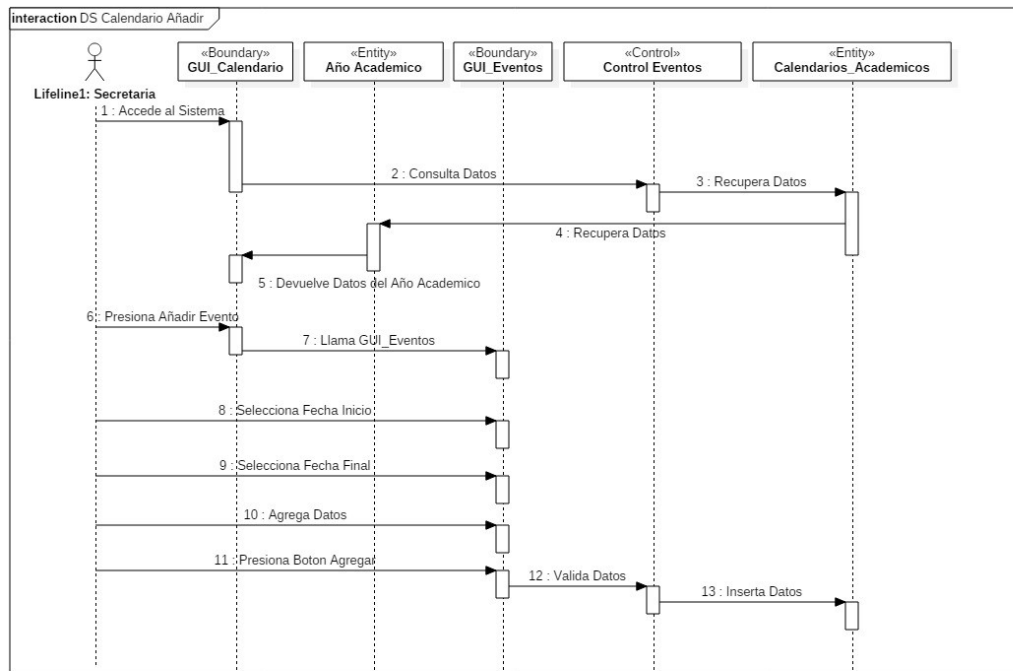 interaction DS Calendario Añadir
«Boundary»
GUI_Calendario
«Entity»
Año Academico
«Boundary»
GUI_Eventos
«Control»
Control Eventos
«Entity»
Calendarios_Academicos
Lifeline1: Secretaria
1 : Accede al Sistema
2 : Consulta Datos
3 : Recupera Datos
4 : Recupera Datos
5 : Devuelve Datos del Año Academico
6 : Presiona Añadir Evento
7 : Llama GUI_Eventos
8 : Selecciona Fecha Inicio
9 : Selecciona Fecha Final
10 : Agrega Datos
11 : Presiona Boton Agregar
12 : Valida Datos
13 : Inserta Datos